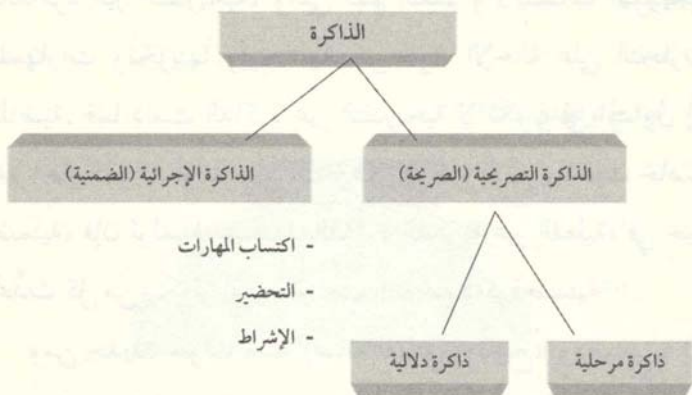 الذاكرة
الذاكرة التصريحية (الصريحة)
الذاكرة الإجرائية (الضمنية)
- اكتساب المهارات
- التحضير
- الإشراط
ذاكرة مرحلية
ذاكرة دلالية